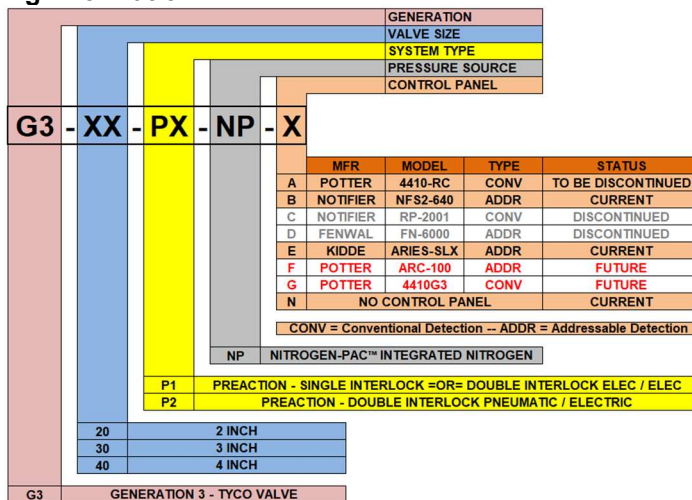 GENERATION
VALVE SIZE
SYSTEM TYPE
PRESSURE SOURCE
CONTROL PANEL
G3 - XX - PX - NP - X
MFR MODEL TYPE STATUS
A POTTER 4410-RC CONV TO BE DISCONTINUED
B NOTIFIER NFS2-640 ADDR CURRENT
C NOTIFIER RP-2001 CONV DISCONTINUED
D FENWAL FN-6000 ADDR DISCONTINUED
E KIDDE ARIES-SLX ADDR CURRENT
F POTTER ARC-100 ADDR FUTURE
G POTTER 4410G3 CONV FUTURE
N NO CONTROL PANEL CURRENT
CONV = Conventional Detection -- ADDR = Addressable Detection
NP NITROGEN-PAC™ INTEGRATED NITROGEN
P1 PREACTION - SINGLE INTERLOCK =OR= DOUBLE INTERLOCK ELEC / ELEC
P2 PREACTION - DOUBLE INTERLOCK PNEUMATIC / ELECTRIC
20 2 INCH
30 3 INCH
40 4 INCH
G3 GENERATION 3 - TYCO VALVE